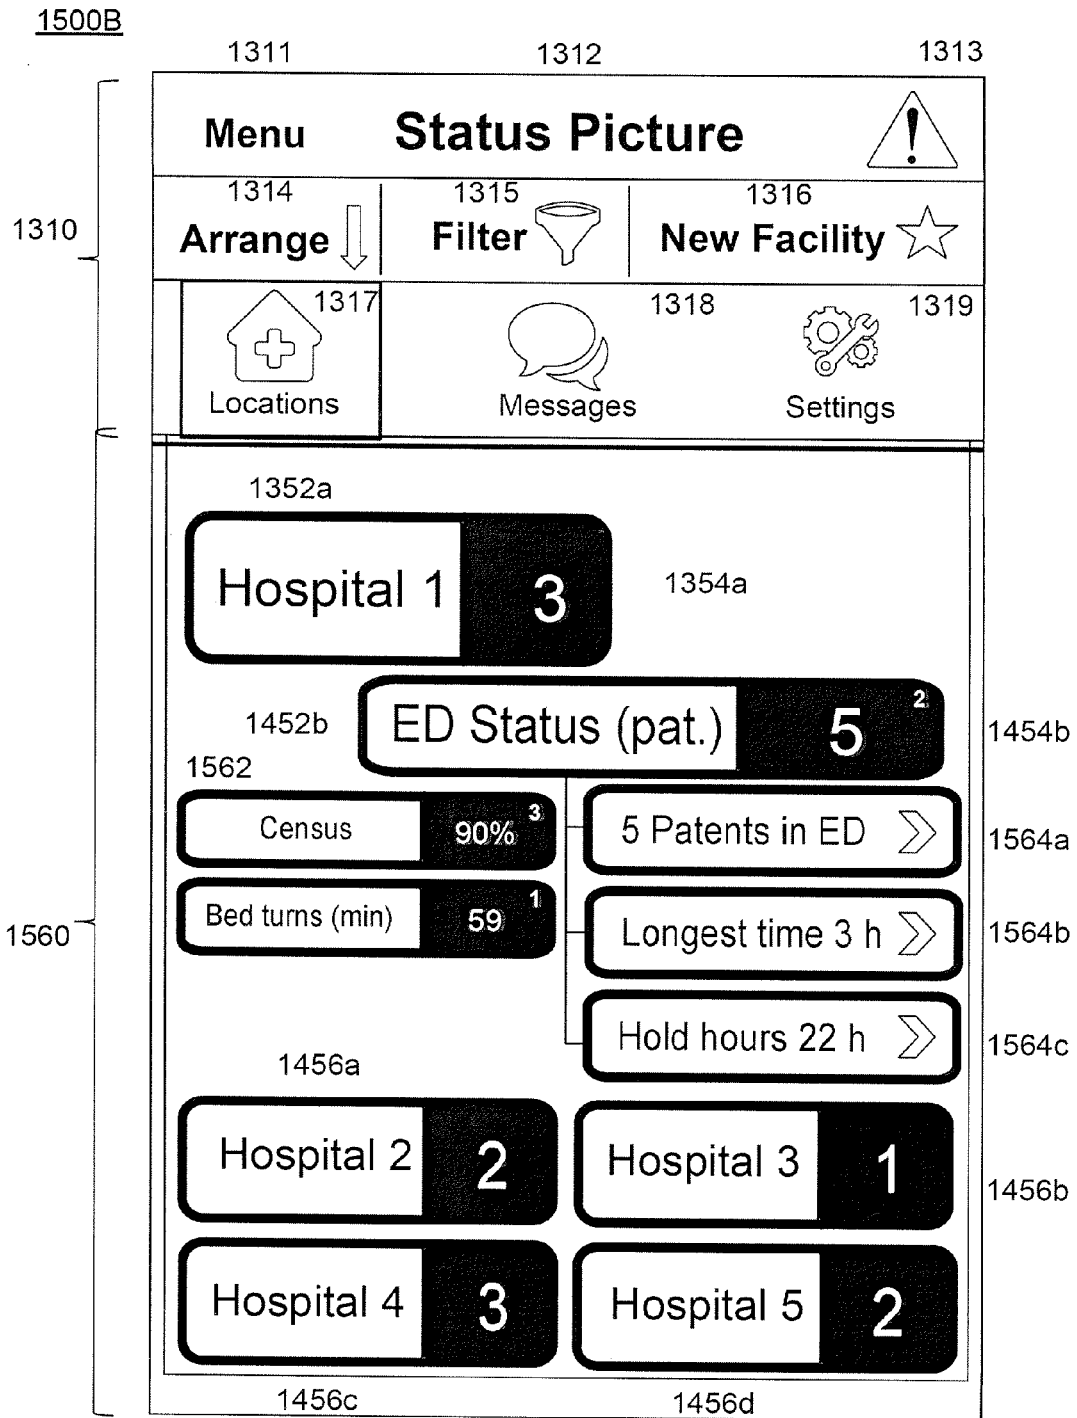 1500B
1311 1312 1313
Menu Status Picture !
1314 1315 1316
1310
Arrange Filter New Facility
1317 1318 1319
Locations Messages Settings
1352a
Hospital 1 3 1354a
1452b ED Status (pat.) 5 2 1454b
1562
Census 90% 3
5 Patents in ED 1564a
Bed turns (min) 59 1
1560
Longest time 3 h 1564b
Hold hours 22 h 1564c
1456a
Hospital 2 2 Hospital 3 1
1456b
Hospital 4 3 Hospital 5 2
1456c 1456d